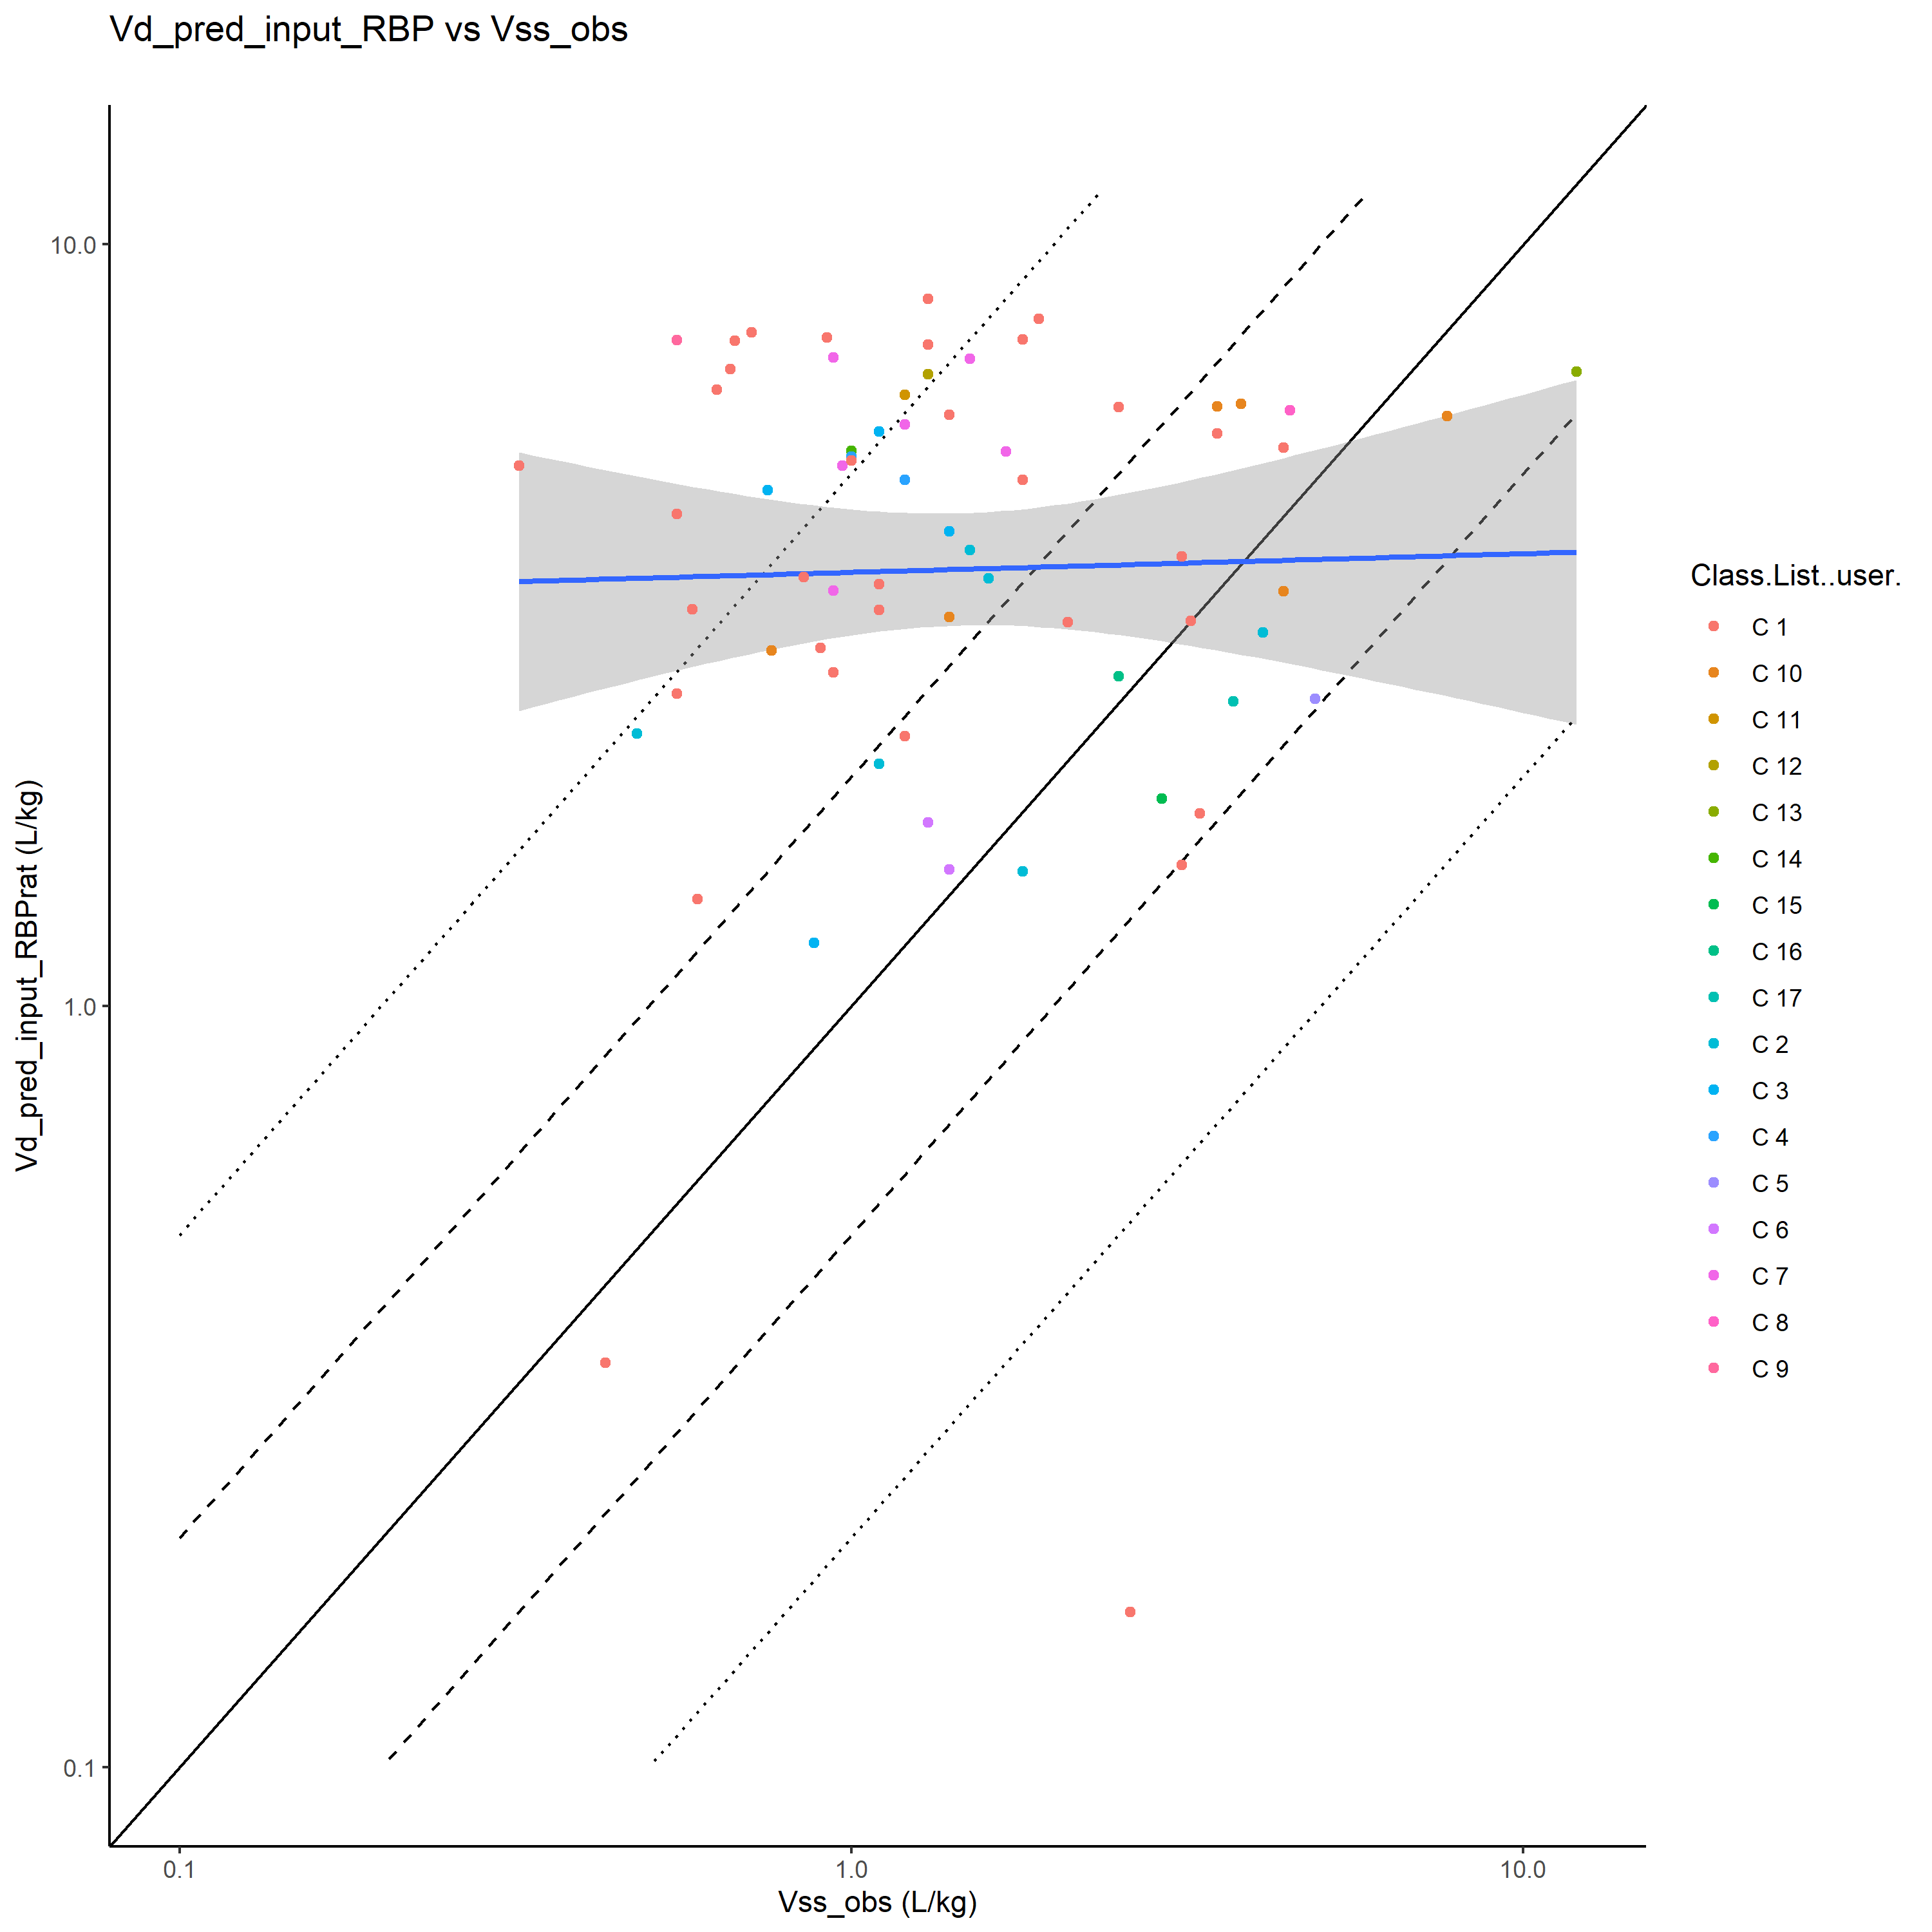 Vd_pred_input_RBP vs Vss_obs
Vd_pred_input_RBPrat (L/kg)
10.0
1.0
0.1
0.1
1.0
10.0
Vss_obs (L/kg)
Class.List..user.
C 1
C 10
C 11
C 12
C 13
C 14
C 15
C 16
C 17
C 2
C 3
C 4
C 5
C 6
C 7
C 8
C 9